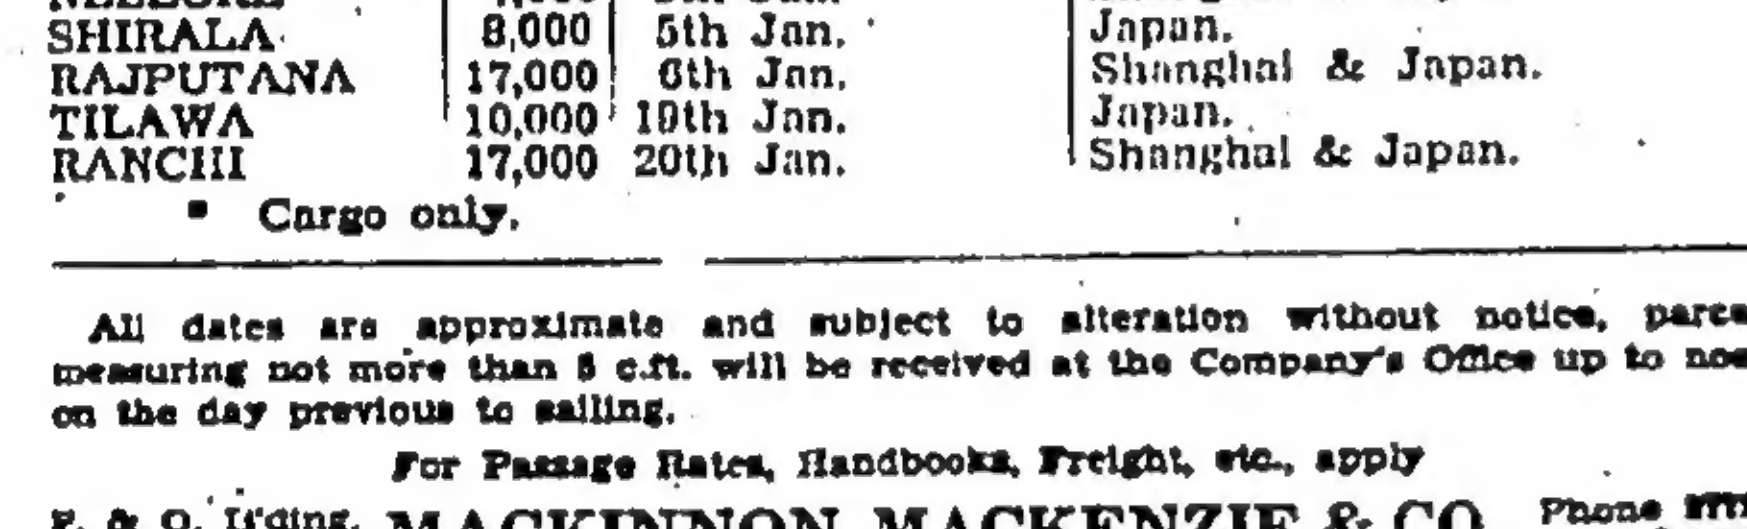 SHIRALA 8,000 5th Jan. Japan.
RAJPUTANA 17,000 6th Jan. Shanghai & Japan.
TILAWA 10,000 19th Jan. Japan.
RANCHI 17,000 20th Jan. Shanghai & Japan.
* Cargo only.
All dates are approximate and subject to alteration without notice,
measuring not more than 5 c.ft. will be received at the Company's Office up to
on the day previous to sailing.
For Passage Rates, Handbooks, Freight, etc., apply
P. & O. B'ding. MACKINNON MACKENZIE & CO. Phone